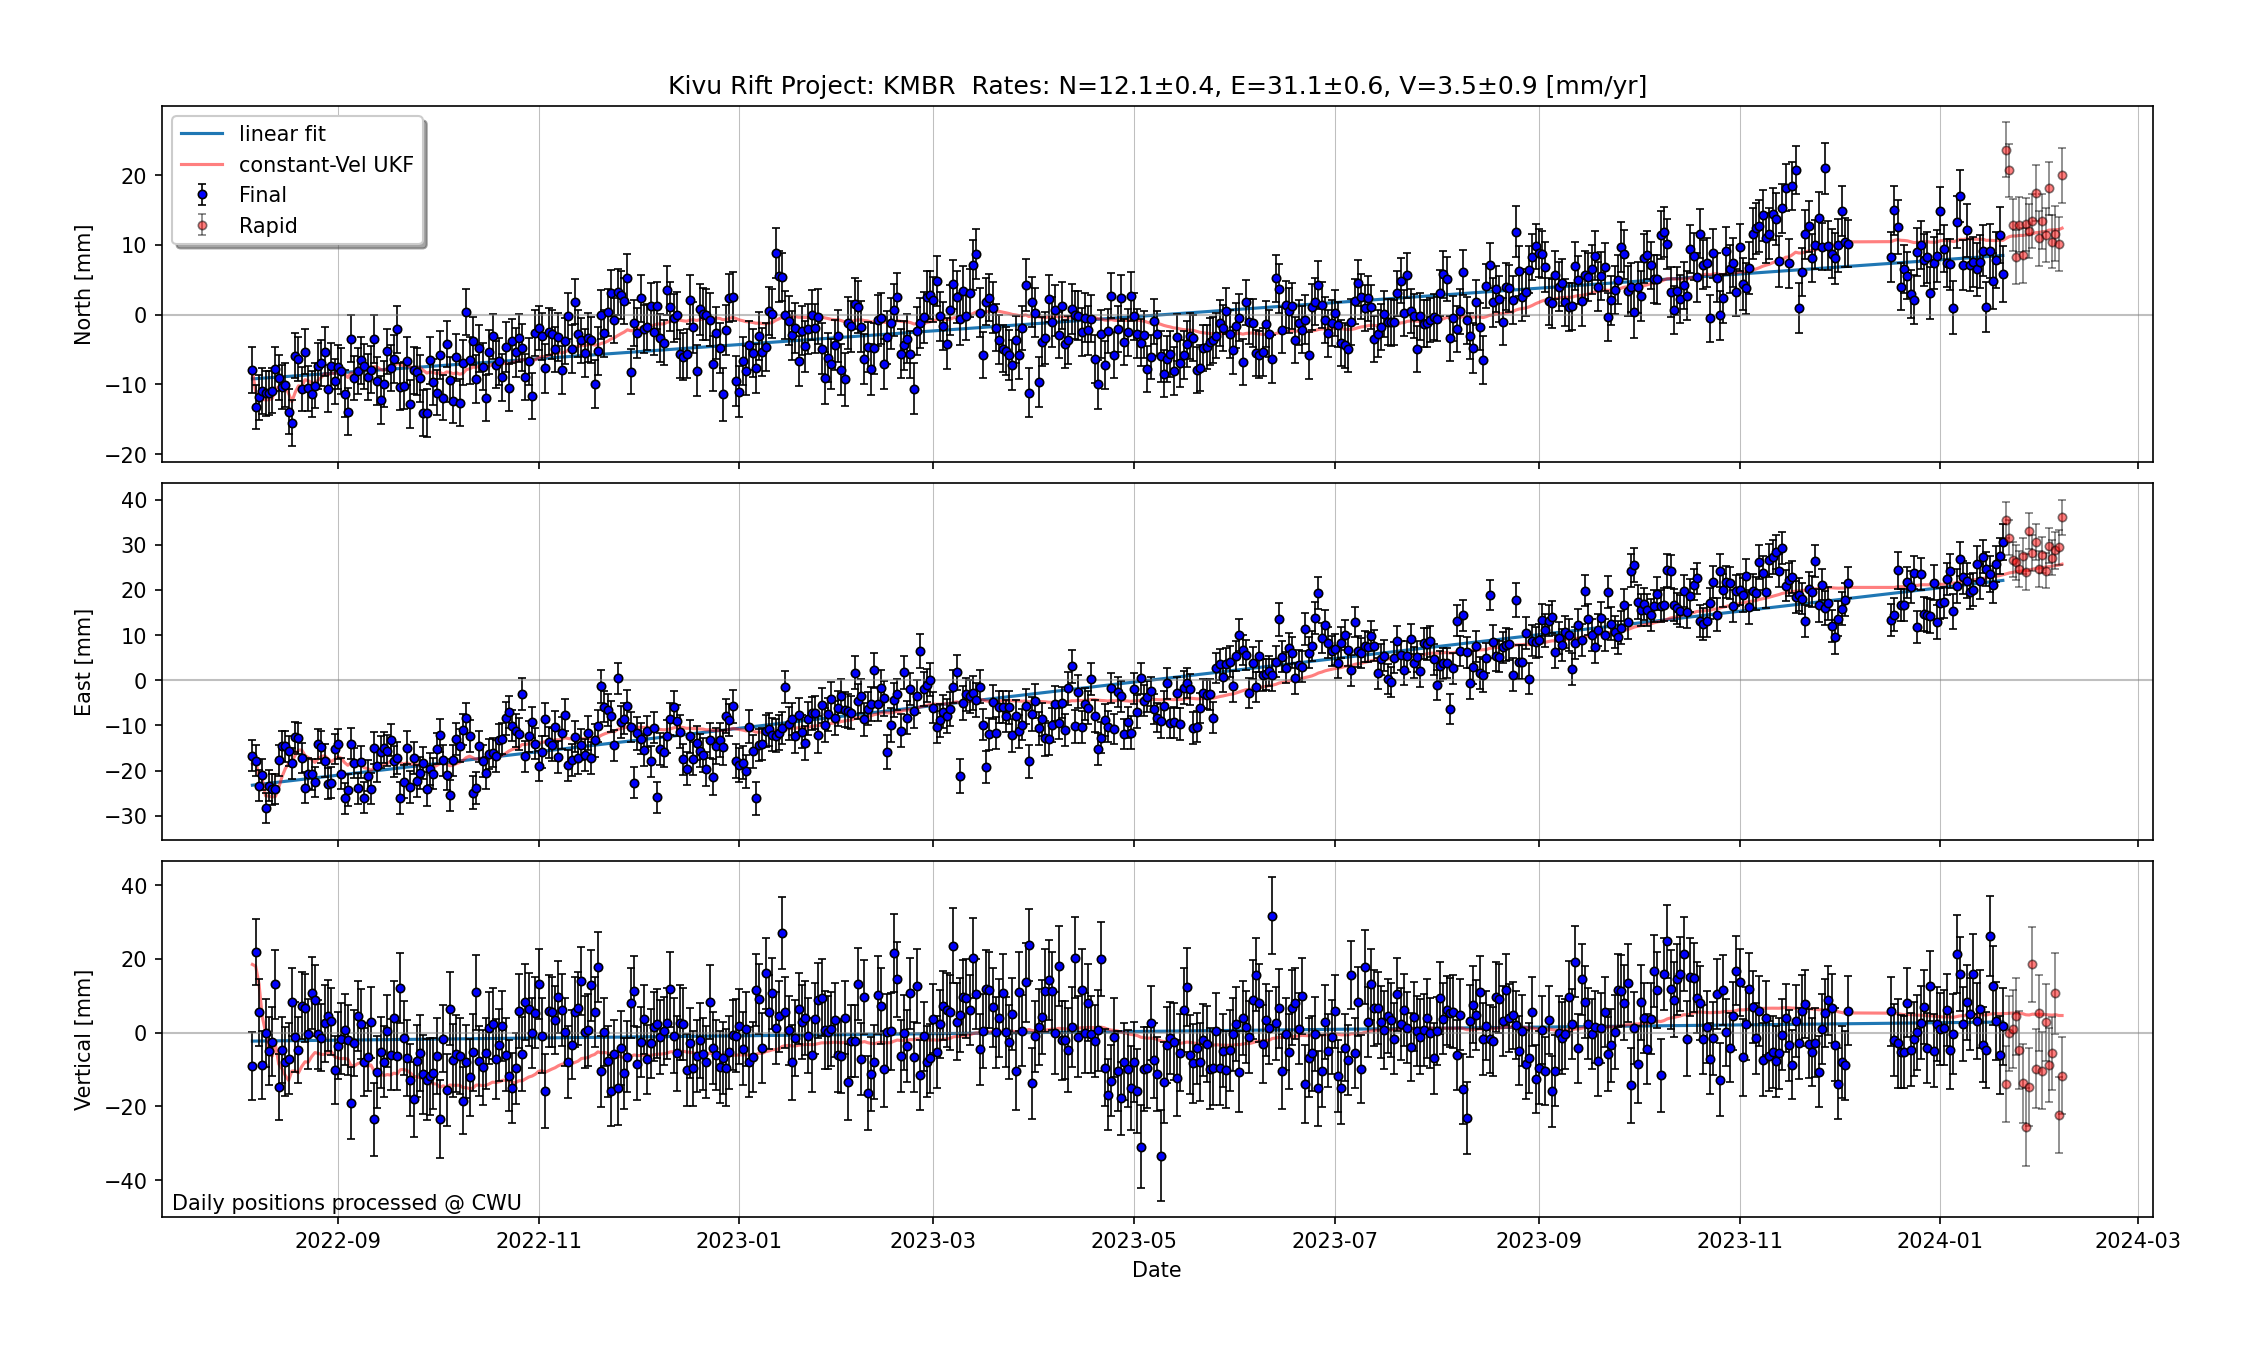 Kivu Rift Project: KMBR  Rates: N=12.1±0.4, E=31.1±0.6, V=3.5±0.9 [mm/yr]
linear fit
constant-Vel UKF
Final
Rapid
North [mm]
20
10
0
−10
−20
East [mm]
40
30
20
10
0
−10
−20
−30
Vertical [mm]
40
20
0
−20
−40
Daily positions processed @ CWU
2022-09 2022-11 2023-01 2023-03 2023-05 2023-07 2023-09 2023-11 2024-01 2024-03
Date